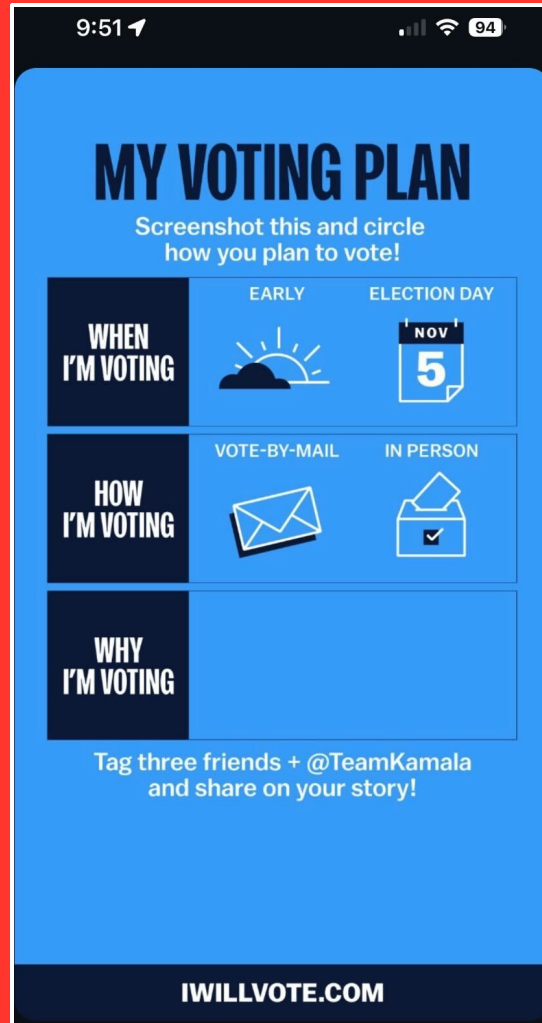 9:51
94
MY VOTING PLAN
Screenshot this and circle
how you plan to vote!
WHEN
I'M VOTING
EARLY
ELECTION DAY
NOV
5
HOW
I'M VOTING
VOTE-BY-MAIL
IN PERSON
WHY
I'M VOTING
Tag three friends + @TeamKamala
and share on your story!
IWILLVOTE.COM